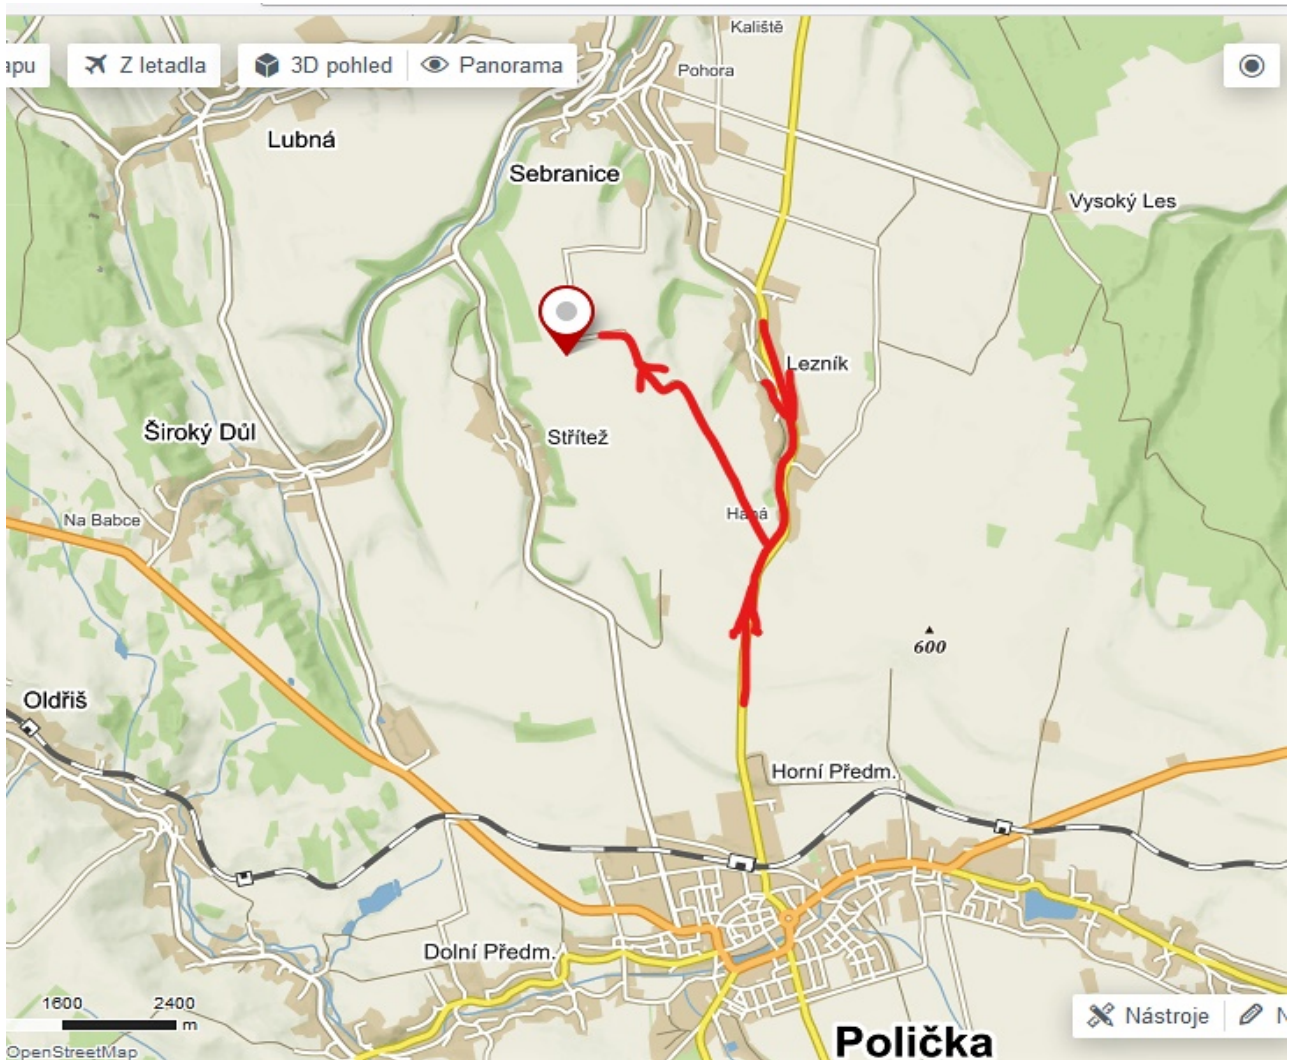 apu
Z letadla
3D pohled
Panorama
Kaliště
Pohora
Lubná
Sebranice
Vysoký Les
Lezník
Široký Důl
Střítež
Na Babce
Haná
600
Oldřiš
Horní Předm.
Dolní Předm.
1600 2400
m
Nástroje
N
Polička
OpenStreetMap